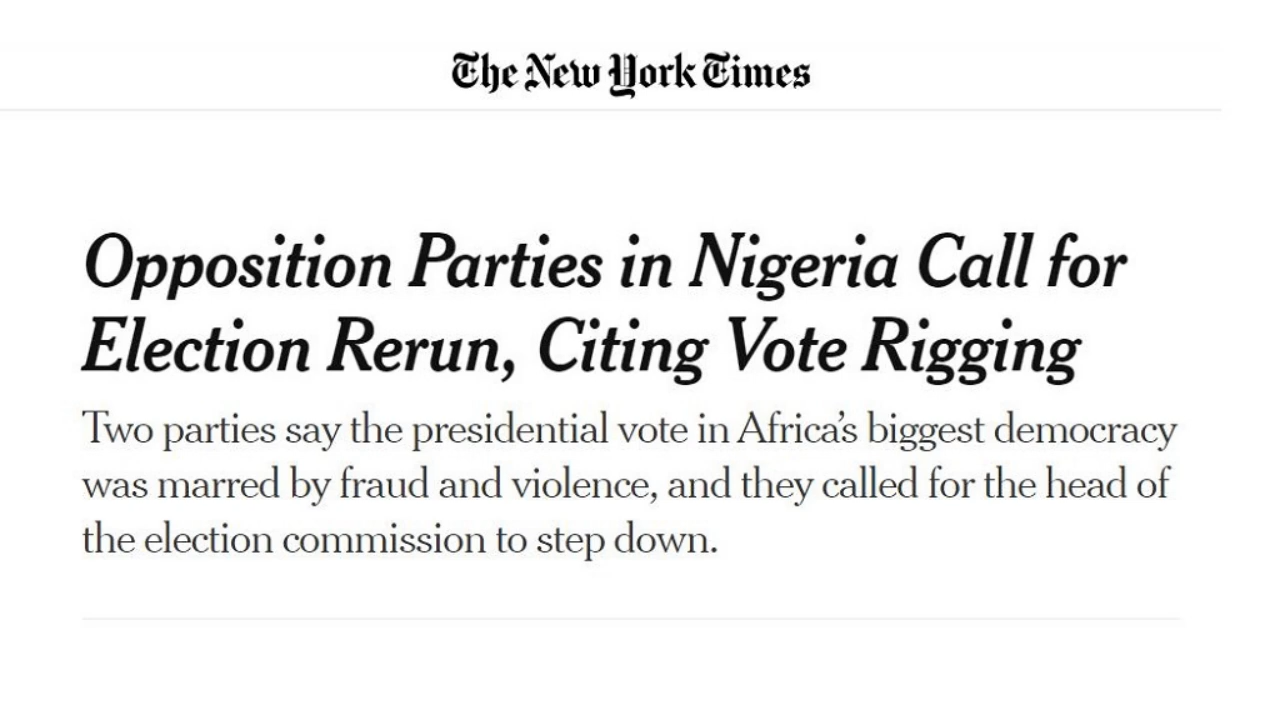 The New York Times
Opposition Parties in Nigeria Call for
Election Rerun, Citing Vote Rigging
Two parties say the presidential vote in Africa’s biggest democracy
was marred by fraud and violence, and they called for the head of
the election commission to step down.